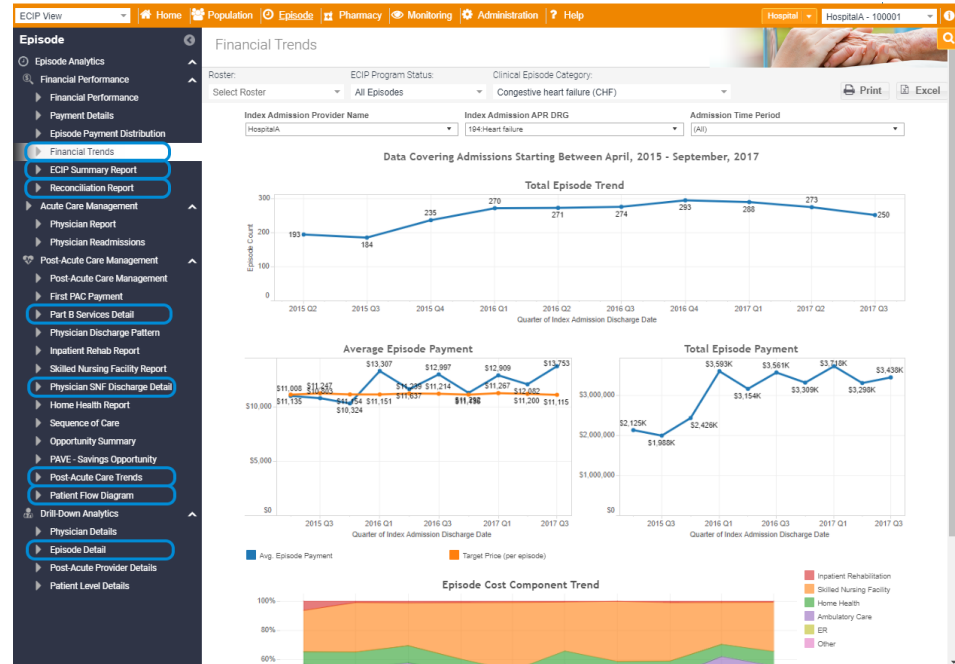 ECIP View
Home Population Episode Pharmacy Monitoring Administration ? Help
Hospital HospitalA - 100001
Episode
Episode Analytics
Financial Performance
Financial Performance
Payment Details
Episode Payment Distribution
Financial Trends
ECIP Summary Report
Reconciliation Report
Acute Care Management
Physician Report
Physician Readmissions
Post-Acute Care Management
Post-Acute Care Management
First PAC Payment
Part B Services Detail
Physician Discharge Pattern
Inpatient Rehab Report
Skilled Nursing Facility Report
Physician SNF Discharge Detail
Home Health Report
Sequence of Care
Opportunity Summary
PAVE - Savings Opportunity
Post-Acute Care Trends
Patient Flow Diagram
Drill-Down Analytics
Physician Details
Episode Detail
Post-Acute Provider Details
Patient Level Details
Financial Trends
Roster: ECIP Program Status: Clinical Episode Category:
Select Roster All Episodes Congestive heart failure (CHF) Print Excel
Index Admission Provider Name Index Admission APR DRG Admission Time Period
HospitalA 194:Heart failure (All)
Data Covering Admissions Starting Between April, 2015 - September, 2017
Total Episode Trend
Episode Count
300
200
100
0
193 184 235 270 271 274 293 288 273 250
2015 Q2 2015 Q3 2015 Q4 2016 Q1 2016 Q2 2016 Q3 2016 Q4 2017 Q1 2017 Q2 2017 Q3
Quarter of Index Admission Discharge Date
Average Episode Payment
$13,307 $12,997 $12,909 $13,753
$11,008 $11,247 $11,214 $11,267
$11,135 $10,324 $11,151 $11,637 $11,200 $11,115
$10,000
$5,000
$0
2015 Q3 2016 Q1 2016 Q3 2017 Q1 2017 Q3
Quarter of Index Admission Discharge Date
Avg. Episode Payment Target Price (per episode)
Total Episode Payment
$3,593K $3,561K $3,718K $3,438K
$3,154K $3,309K $3,298K
$2,125K $1,988K $2,426K
$3,000,000
$2,000,000
$1,000,000
$0
2015 Q3 2016 Q1 2016 Q3 2017 Q1 2017 Q3
Quarter of Index Admission Discharge Date
Episode Cost Component Trend
100%
80%
60%
Inpatient Rehabilitation
Skilled Nursing Facility
Home Health
Ambulatory Care
ER
Other